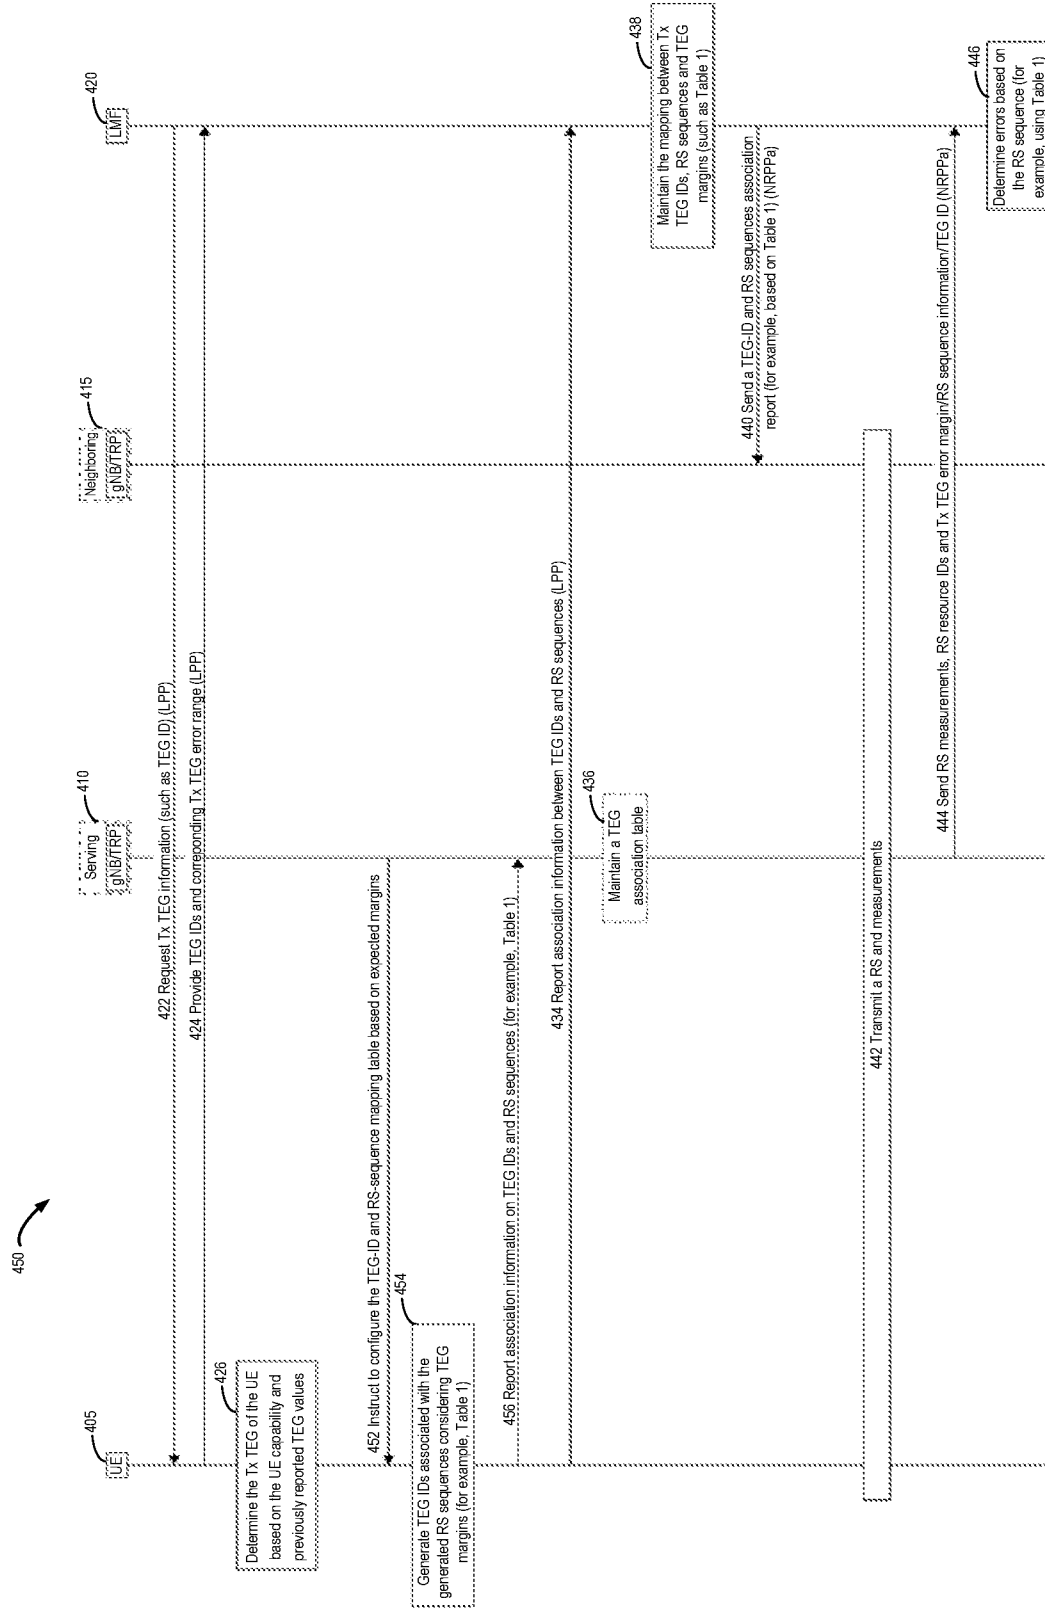 450
405
UE
Serving
gNB/TRP
410
Neighboring
gNB/TRP
415
LMF
420
422 Request Tx TEG information (such as TEG ID) (LPP)
424 Provide TEG IDs and correponding Tx TEG error range (LPP)
426
Determine the Tx TEG of the UE
based on the UE capability and
previously reported TEG values
452 Instruct to configure the TEG-ID and RS-sequence mapping table based on expected margins
454
Generate TEG IDs associated with the
generated RS sequences considering TEG
margins (for example, Table 1)
456 Report association information on TEG IDs and RS sequences (for example, Table 1)
434 Report association information between TEG IDs and RS sequences (LPP)
436
Maintain a TEG
association table
438
Maintain the mapping between Tx
TEG IDs, RS sequences and TEG
margins (such as Table 1)
440 Send a TEG-ID and RS sequences association
report (for example, based on Table 1) (NRPPa)
442 Transmit a RS and measurements
444 Send RS measurements, RS resource IDs and Tx TEG error margin/RS sequence information/TEG ID (NRPPa)
446
Determine errors based on
the RS sequence (for
example, using Table 1)